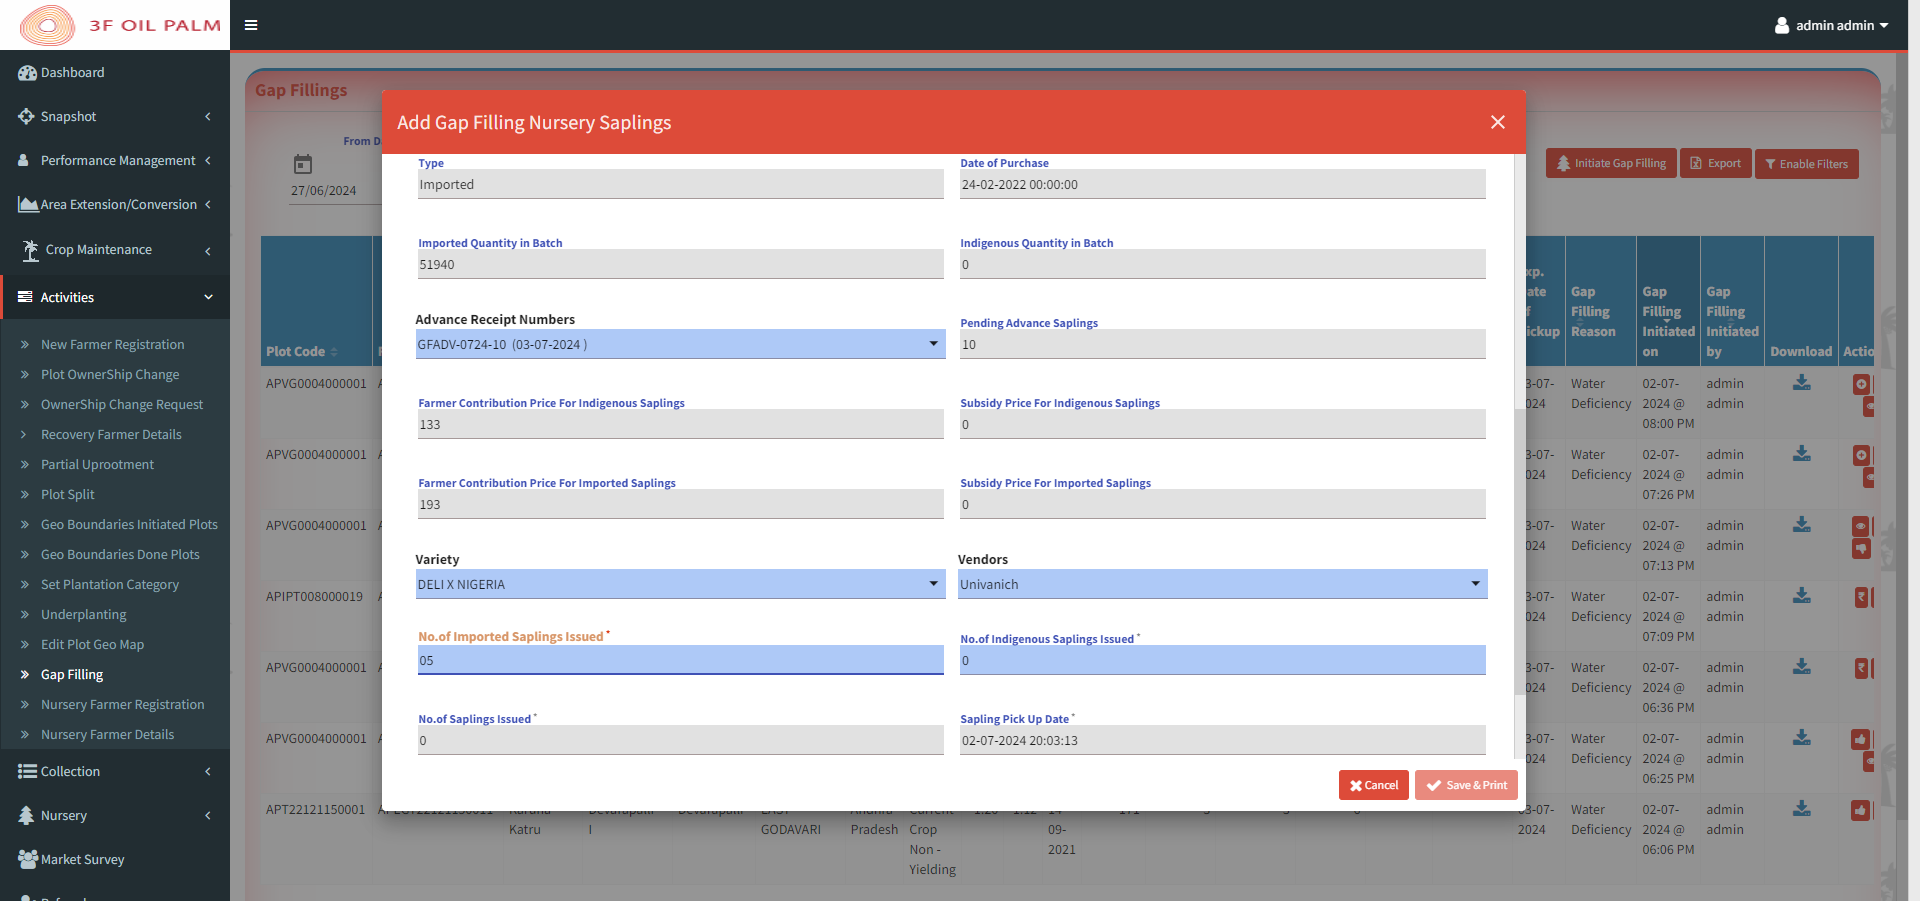 3F OIL PALM
admin admin
Dashboard
Snapshot
Performance Management
Area Extension/Conversion
Crop Maintenance
Activities
New Farmer Registration
Plot OwnerShip Change
OwnerShip Change Request
Recovery Farmer Details
Partial Uprootment
Plot Split
Geo Boundaries Initiated Plots
Geo Boundaries Done Plots
Set Plantation Category
Underplanting
Edit Plot Geo Map
Gap Filling
Nursery Farmer Registration
Nursery Farmer Details
Collection
Nursery
Market Survey
Gap Fillings
From D
27/06/2024
Initiate Gap Filling
Export
Enable Filters
Add Gap Filling Nursery Saplings
Type
Imported
Date of Purchase
24-02-2022 00:00:00
Imported Quantity in Batch
51940
Indigenous Quantity in Batch
0
Advance Receipt Numbers
GFADV-0724-10 (03-07-2024 )
Pending Advance Saplings
10
Farmer Contribution Price For Indigenous Saplings
133
Subsidy Price For Indigenous Saplings
0
Farmer Contribution Price For Imported Saplings
193
Subsidy Price For Imported Saplings
0
Variety
DELI X NIGERIA
Vendors
Univanich
No.of Imported Saplings Issued *
05
No.of Indigenous Saplings Issued *
0
No.of Saplings Issued *
0
Sapling Pick Up Date *
02-07-2024 20:03:13
Cancel
Save & Print
Plot Code
xp.
ate
f
ickup
Gap
Filling
Reason
Gap
Filling
Initiated
on
Gap
Filling
Initiated
by
Download
Actio
APVG0004000001
3-07-
024
Water
Deficiency
02-07-
2024 @
08:00 PM
admin
admin
APVG0004000001
3-07-
024
Water
Deficiency
02-07-
2024 @
07:26 PM
admin
admin
APVG0004000001
3-07-
024
Water
Deficiency
02-07-
2024 @
07:13 PM
admin
admin
APIPT008000019
3-07-
024
Water
Deficiency
02-07-
2024 @
07:09 PM
admin
admin
APVG0004000001
3-07-
024
Water
Deficiency
02-07-
2024 @
06:36 PM
admin
admin
APVG0004000001
3-07-
024
Water
Deficiency
02-07-
2024 @
06:25 PM
admin
admin
APT22121150001
Katru
I
GODAVARI
Pradesh
Crop
Non -
Yielding
09-
2021
03-07-
2024
Water
Deficiency
02-07-
2024 @
06:06 PM
admin
admin